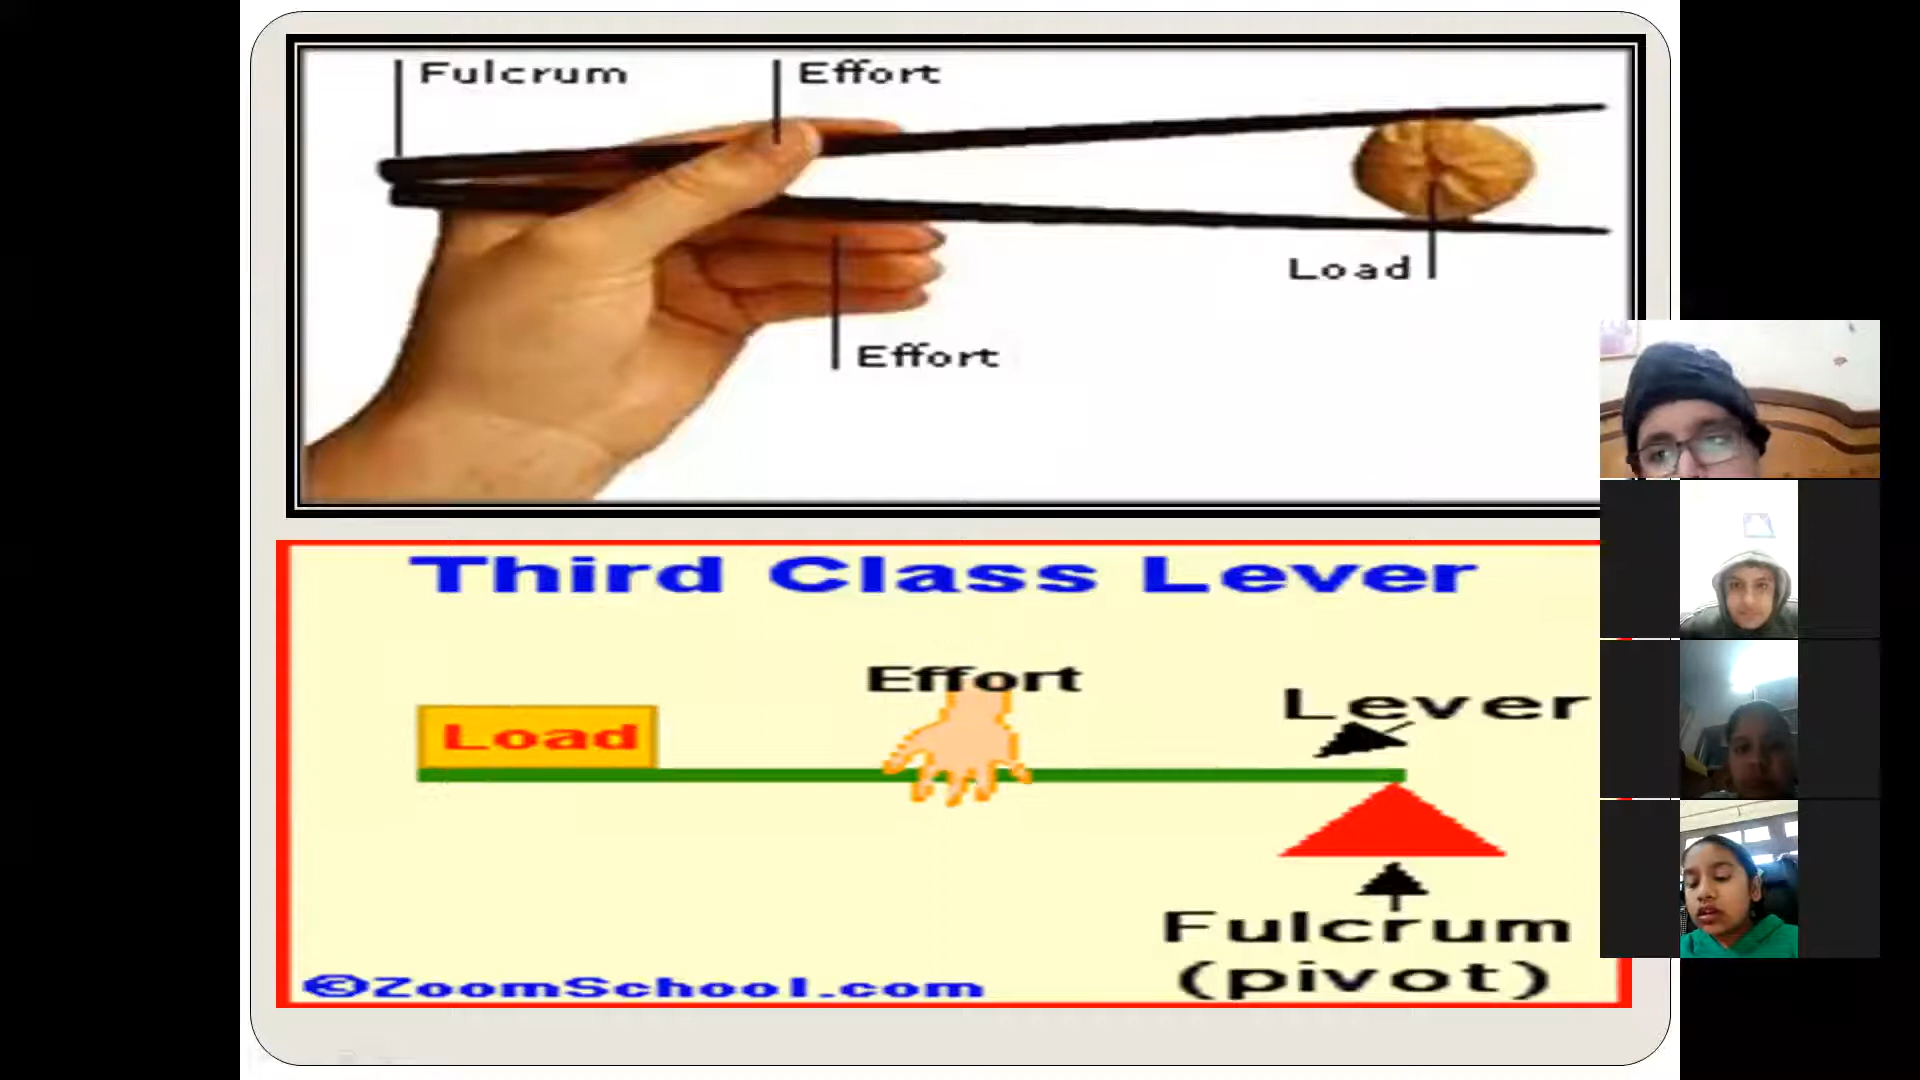 Fulcrum
Effort
Load
Effort
Third Class Lever
Effort
Lever
Load
Fulcrum
(pivot)
©ZoomSchool.com